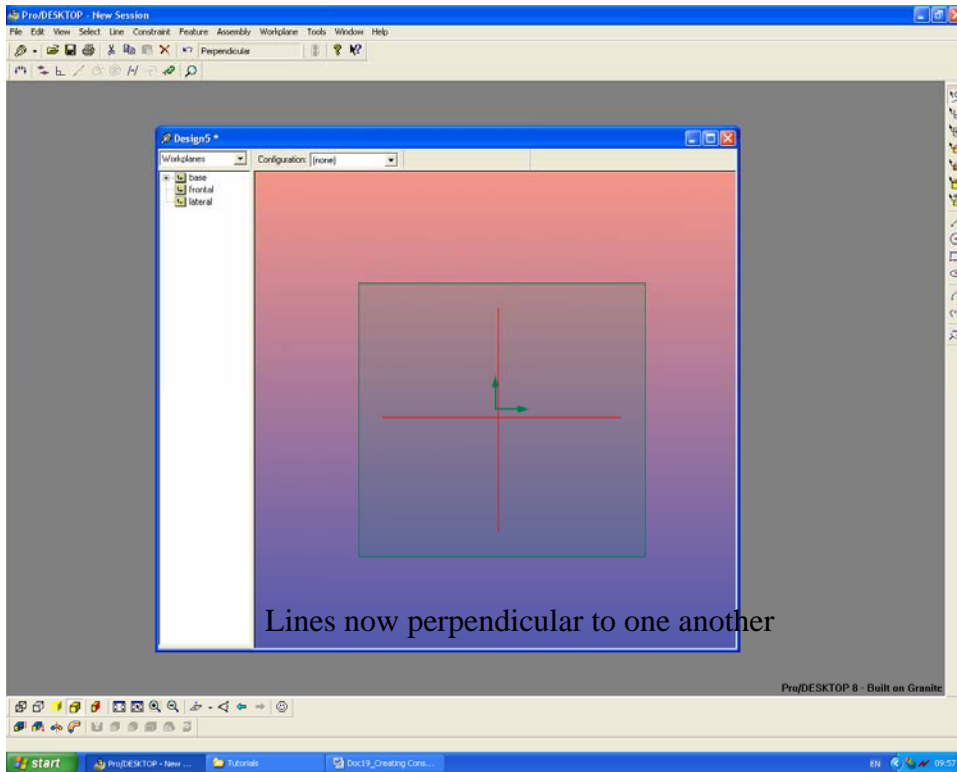 Pro/DESKTOP - New Session
File Edit View Select Line Constraint Feature Assembly Workplane Tools Window Help
Perpendicular
Design5 *
Workplanes Configuration: (none)
base
frontal
lateral
Lines now perpendicular to one another
Pro/DESKTOP 8 - Built on Granite
start Pro/DESKTOP - New ... Tutorials Doc19_Creating Cons... EN 09:57